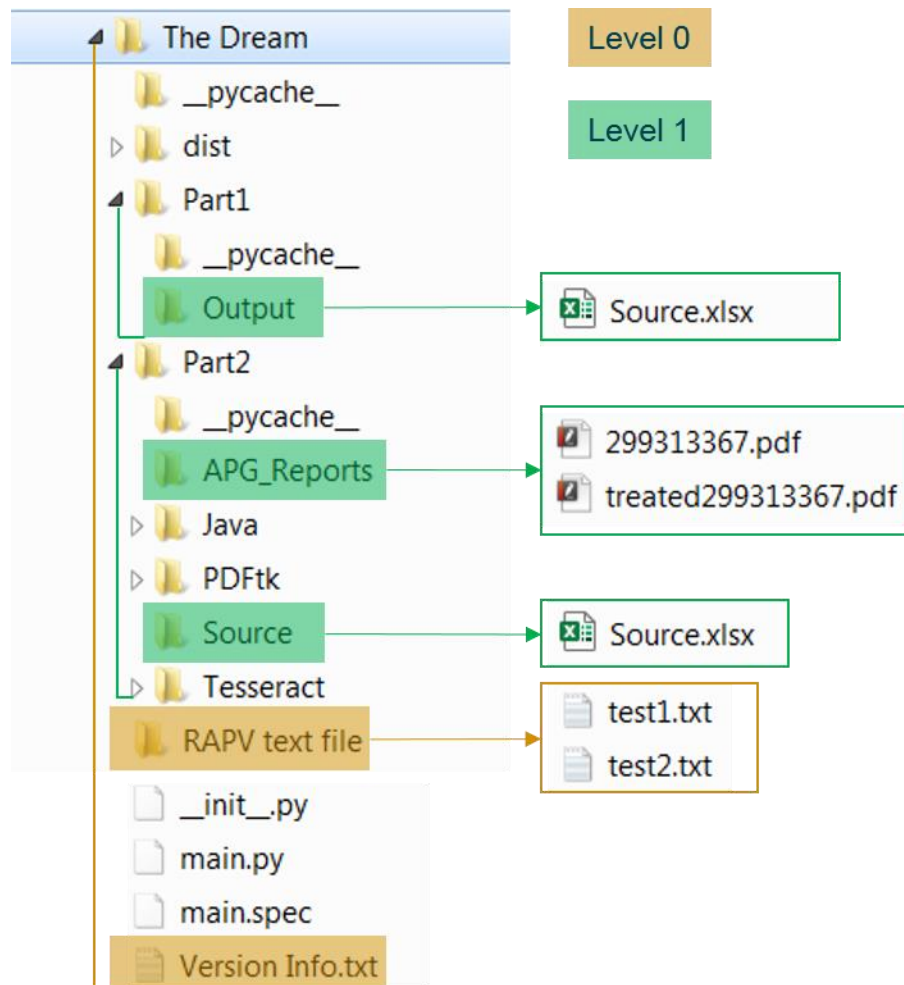 The Dream
Level 0
__pycache__
Level 1
dist
Part1
__pycache__
Output
Source.xlsx
Part2
__pycache__
299313367.pdf
APG_Reports
treated299313367.pdf
Java
PDFtk
Source
Source.xlsx
Tesseract
test1.txt
RAPV text file
test2.txt
__init__.py
main.py
main.spec
Version Info.txt